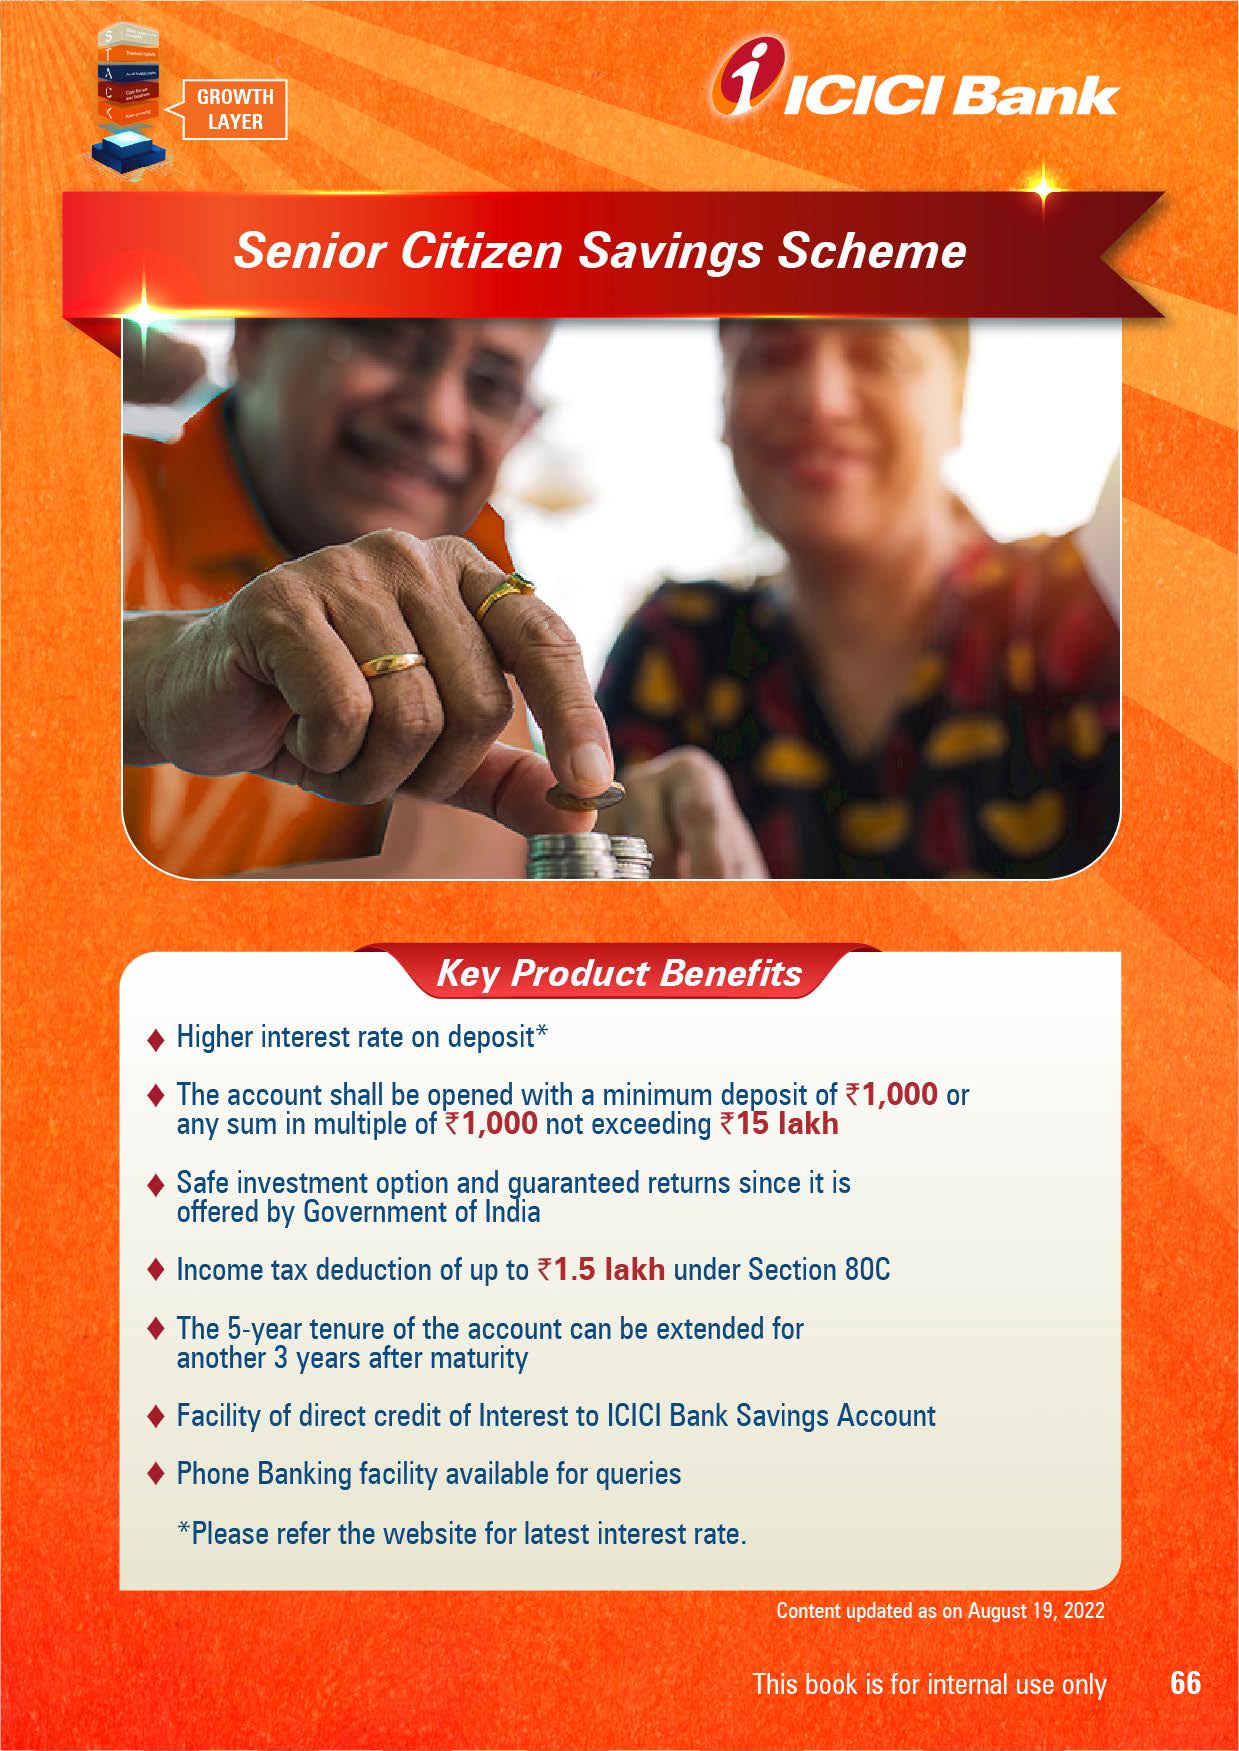 S
T
A
C
K
GROWTH
LAYER
i ICICI Bank
Senior Citizen Savings Scheme
Key Product Benefits
♦ Higher interest rate on deposit*
♦ The account shall be opened with a minimum deposit of ₹1,000 or
any sum in multiple of ₹1,000 not exceeding ₹15 lakh
♦ Safe investment option and guaranteed returns since it is
offered by Government of India
♦ Income tax deduction of up to ₹1.5 lakh under Section 80C
♦ The 5-year tenure of the account can be extended for
another 3 years after maturity
♦ Facility of direct credit of Interest to ICICI Bank Savings Account
♦ Phone Banking facility available for queries
*Please refer the website for latest interest rate.
Content updated as on August 19, 2022
This book is for internal use only 66